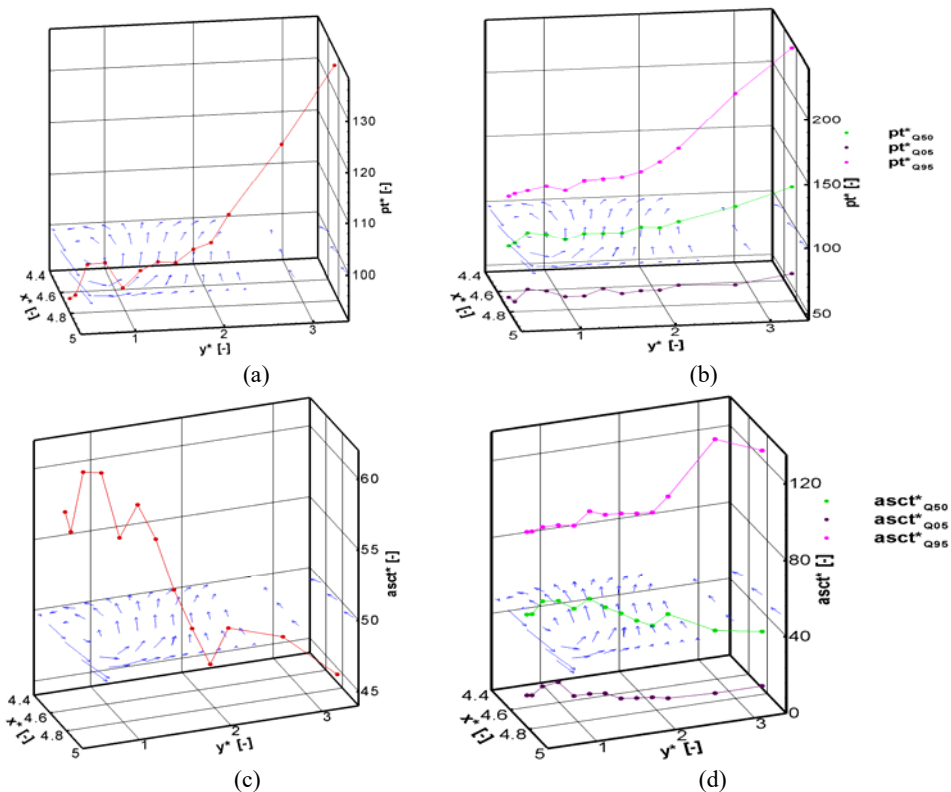 130
120
110
100
pt* [-]
4.4
4.6
4.8
5
x* [-]
1
2
3
y* [-]
(a)
200
150
100
50
pt* [-]
pt*Q50
pt*Q05
pt*Q95
4.4
4.6
4.8
5
x* [-]
1
2
3
y* [-]
(b)
60
55
50
45
asct* [-]
4.4
4.6
4.8
5
x* [-]
1
2
3
y* [-]
(c)
120
80
40
0
asct* [-]
asct*Q50
asct*Q05
asct*Q95
4.4
4.6
4.8
5
x* [-]
1
2
3
y* [-]
(d)